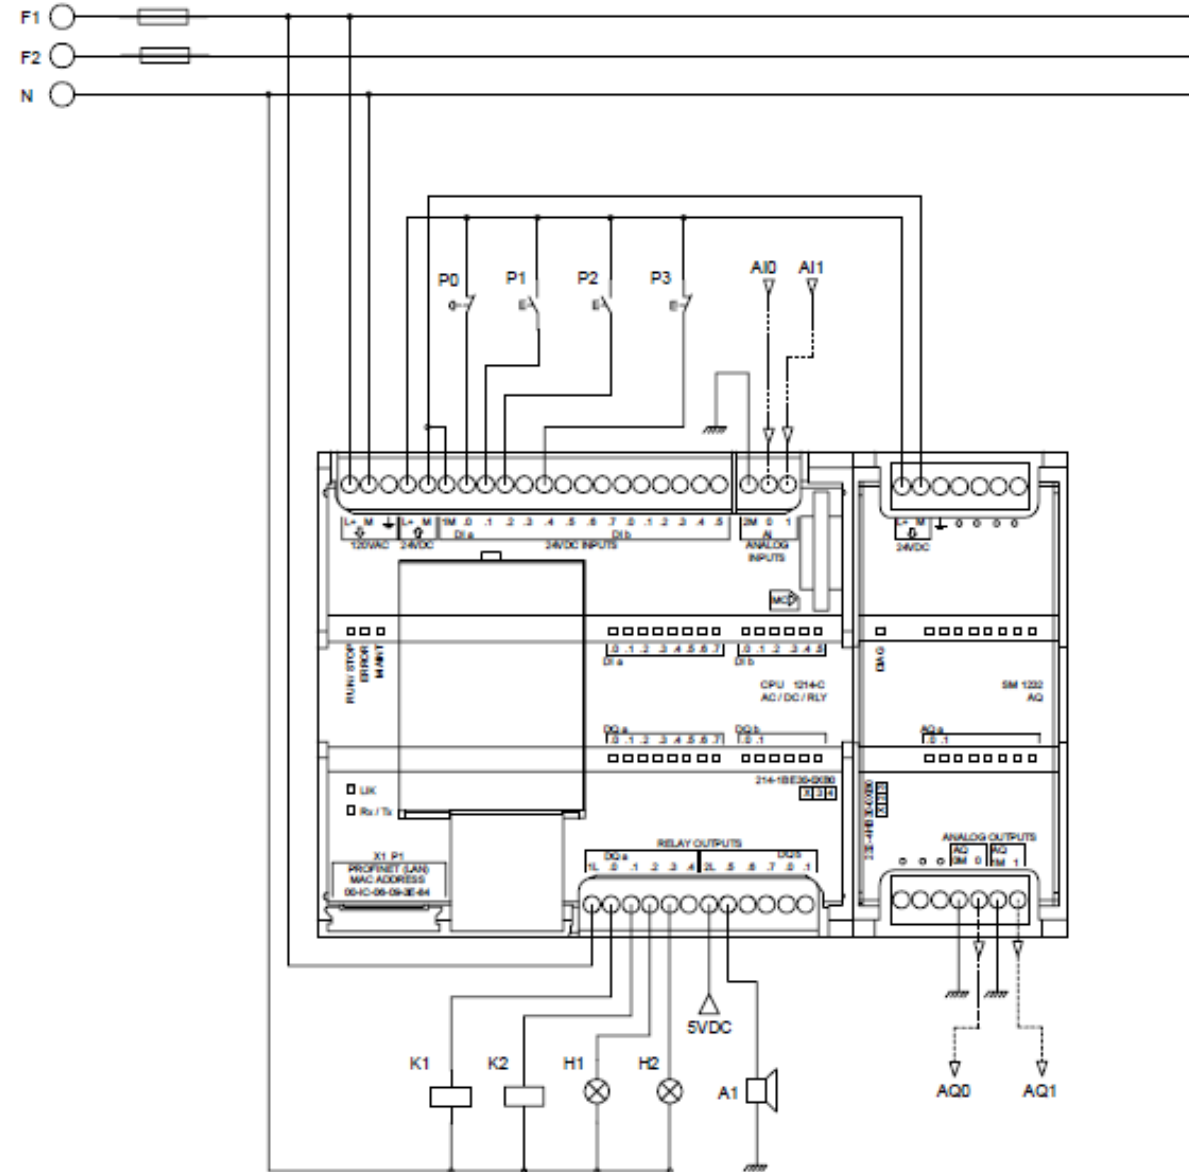 F1
F2
N
P0 P1 P2 P3 AI0 AI1
L+ M L+ M 1M .0 .1 .2 .3 .4 .5 .6 .7 .0 .1 .2 .3 .4 .5 2M 0 1
DI a DI b AI
120VAC 24VDC 24VDC INPUTS ANALOG
INPUTS
L+ M
24VDC
MC
RUN / STOP
ERROR
MAINT
.0 .1 .2 .3 .4 .5 .6 .7 .0 .1 .2 .3 .4 .5
DI a DI b
DIAG
CPU 1214-C
AC / DC / RLY
SM 1232
AQ
DQ a DQ b
.0 .1 .2 .3 .4 .5 .6 .7 .0 .1
AQ a
.0 .1
214-1BE30-0XB0
X 3 4
Rx / Tx
X1 P1
PROFINET (LAN)
MAC ADDRESS
00-IC-06-09-3E-64
RELAY OUTPUTS
DQ a DQ b
1L .0 .1 .2 .3 .4 2L .5 .6 .7 .0 .1
ANALOG OUTPUTS
AQ AQ
0M 0 1M 1
5VDC
K1 K2 H1 H2 A1
AQ0 AQ1